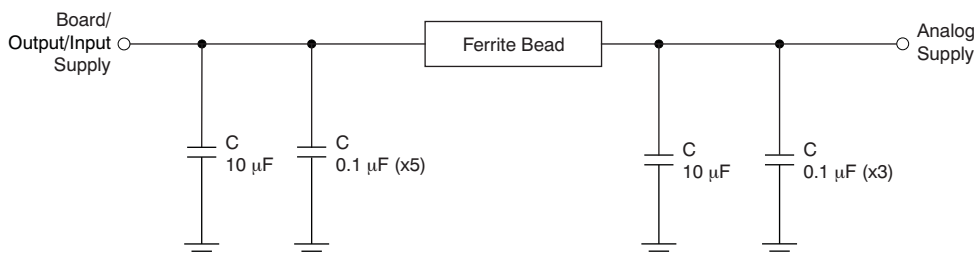 Board/
Output/Input
Supply
Ferrite Bead
Analog
Supply
C
10 μF
C
0.1 μF (x5)
C
10 μF
C
0.1 μF (x3)